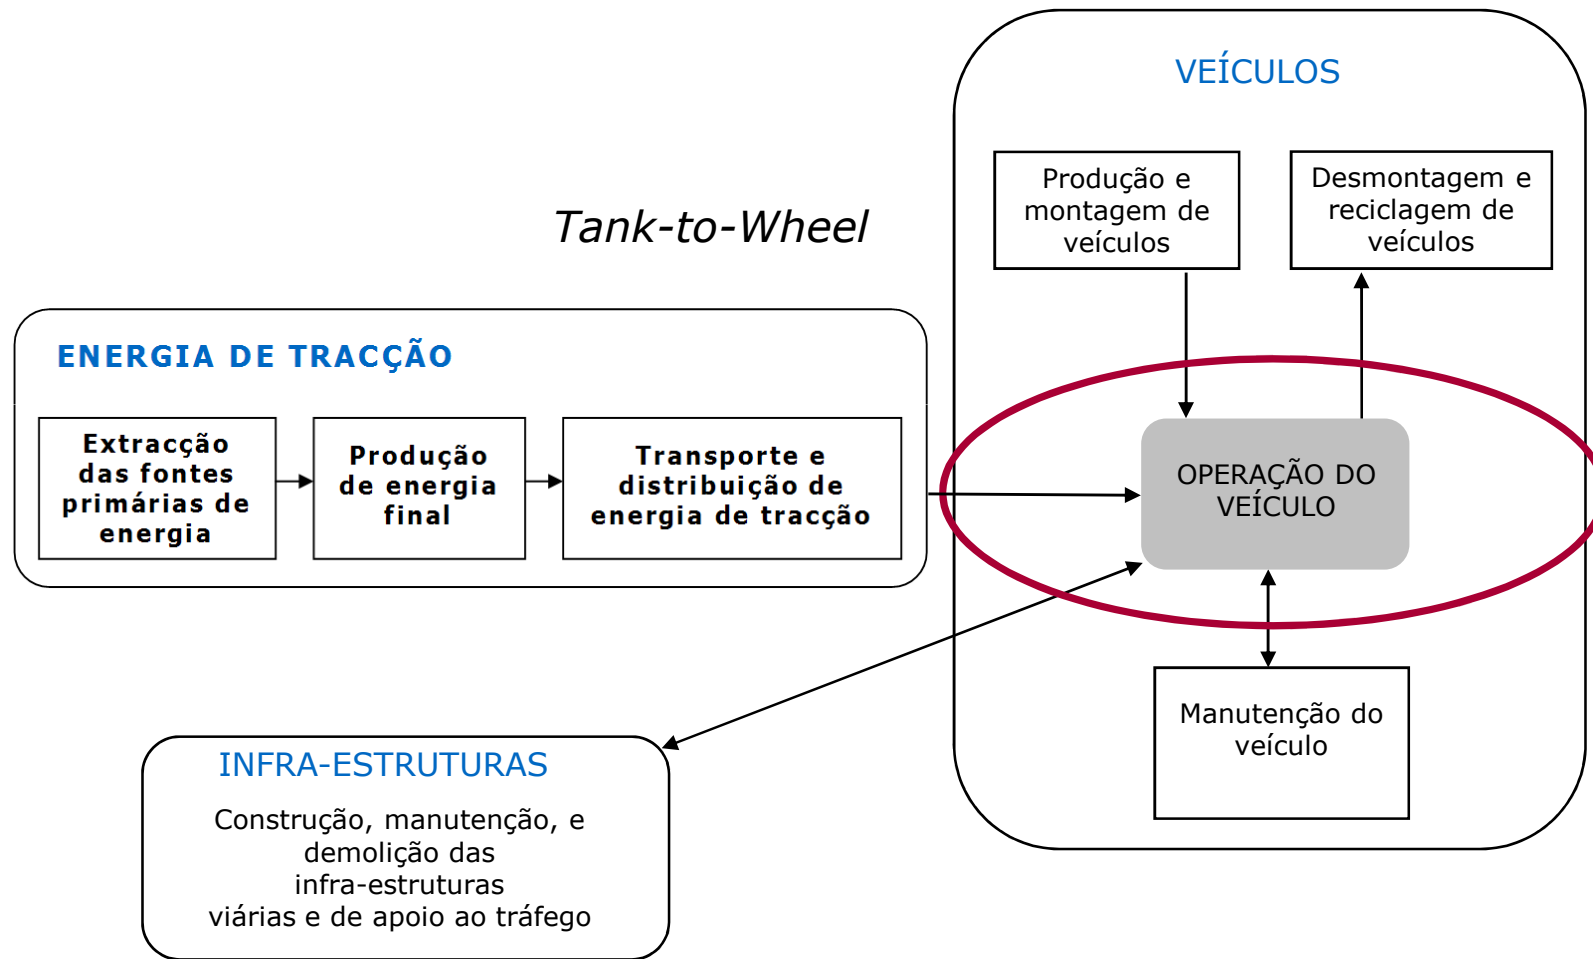 VEÍCULOS
Produção e
montagem de
veículos
Desmontagem e
reciclagem de
veículos
Tank-to-Wheel
ENERGIA DE TRACÇÃO
Extracção
das fontes
primárias de
energia
Produção
de energia
final
Transporte e
distribuição de
energia de tracção
OPERAÇÃO DO
VEÍCULO
Manutenção do
veículo
INFRA-ESTRUTURAS
Construção, manutenção, e
demolição das
infra-estruturas
viárias e de apoio ao tráfego